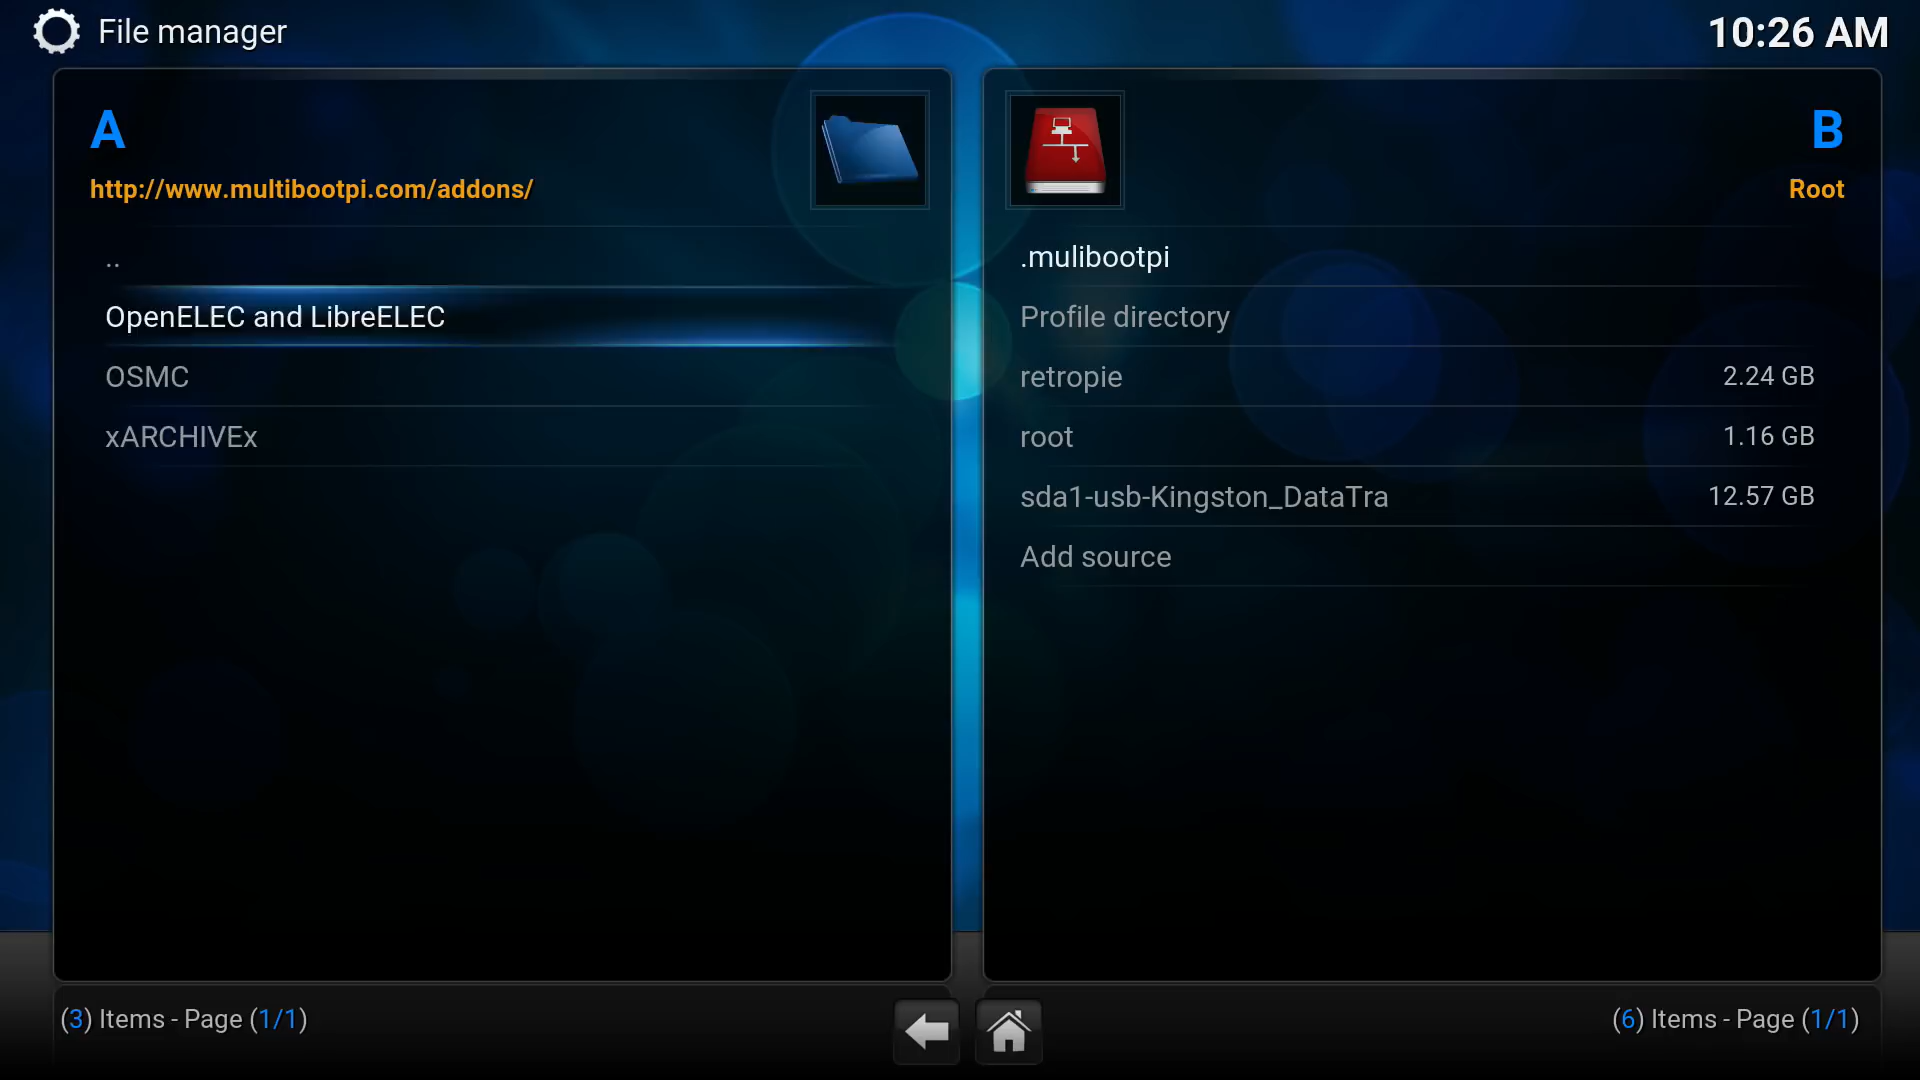 File manager
10:26 AM
A
http://www.multibootpi.com/addons/
..
OpenELEC and LibreELEC
OSMC
xARCHIVEx
B
Root
.mulibootpi
Profile directory
retropie 2.24 GB
root 1.16 GB
sda1-usb-Kingston_DataTra 12.57 GB
Add source
(3) Items - Page (1/1)
(6) Items - Page (1/1)